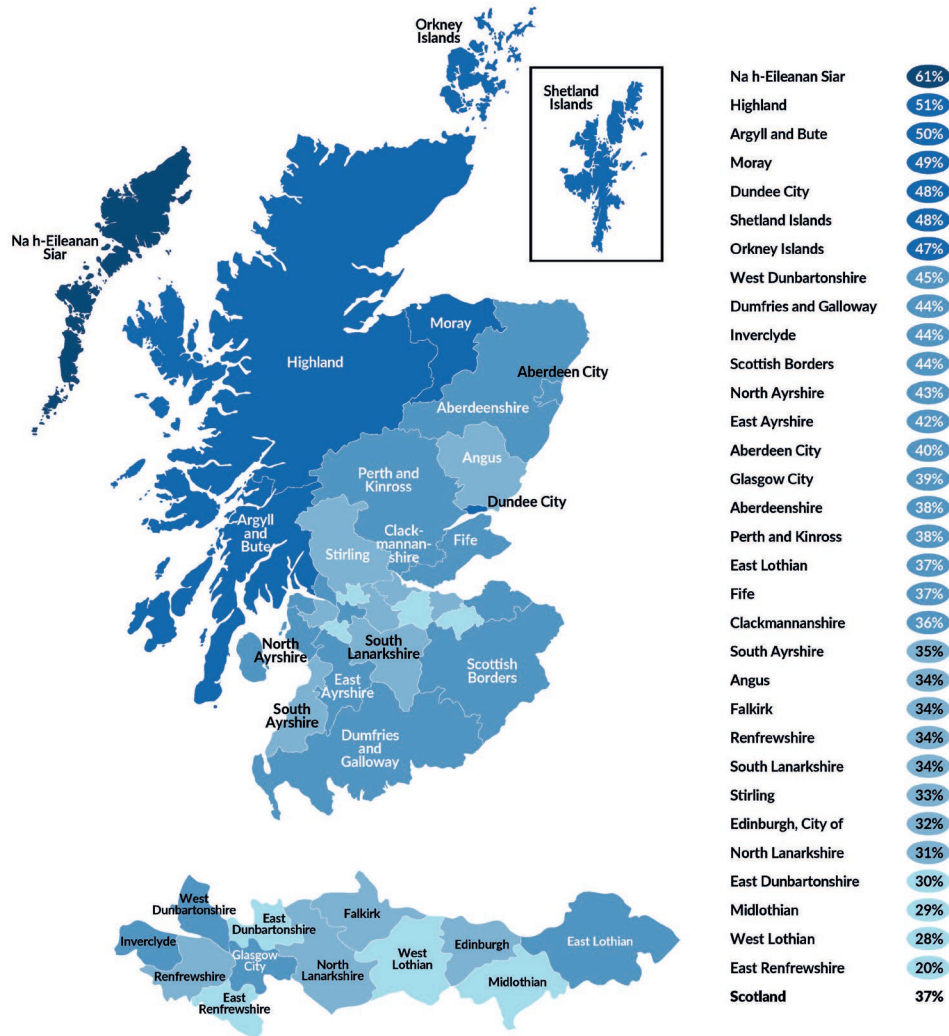 Orkney
Islands
Shetland
Islands
Na h-Eileanan
Siar
Moray
Highland
Aberdeen City
Aberdeenshire
Angus
Perth and
Kinross
Dundee City
Argyll
and
Bute
Clack-
mannan-
shire
Fife
Stirling
North
Ayrshire
South
Lanarkshire
Scottish
Borders
East
Ayrshire
South
Ayrshire
Dumfries
and
Galloway
West
Dunbartonshire
East
Dunbartonshire
Falkirk
Inverclyde
Glasgow
City
Edinburgh
East Lothian
West
Lothian
Renfrewshire
North
Lanarkshire
Midlothian
East
Renfrewshire
Na h-Eileanan Siar 61%
Highland 51%
Argyll and Bute 50%
Moray 49%
Dundee City 48%
Shetland Islands 48%
Orkney Islands 47%
West Dunbartonshire 45%
Dumfries and Galloway 44%
Inverclyde 44%
Scottish Borders 44%
North Ayrshire 43%
East Ayrshire 42%
Aberdeen City 40%
Glasgow City 39%
Aberdeenshire 38%
Perth and Kinross 38%
East Lothian 37%
Fife 37%
Clackmannanshire 36%
South Ayrshire 35%
Angus 34%
Falkirk 34%
Renfrewshire 34%
South Lanarkshire 34%
Stirling 33%
Edinburgh, City of 32%
North Lanarkshire 31%
East Dunbartonshire 30%
Midlothian 29%
West Lothian 28%
East Renfrewshire 20%
Scotland 37%